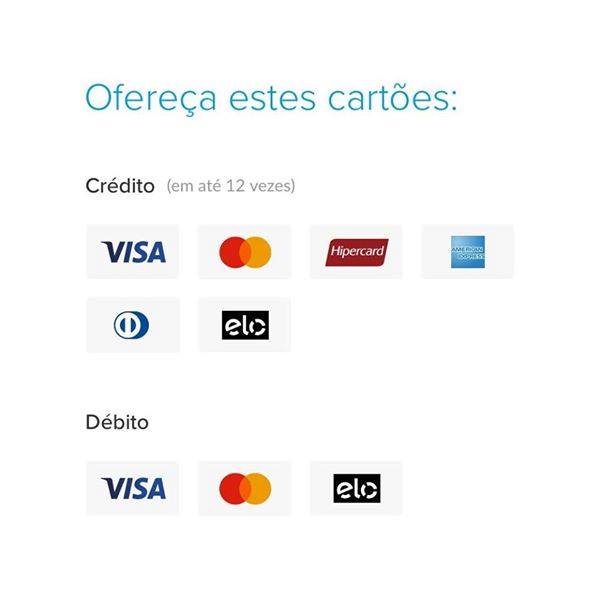 Ofereça estes cartões:
Crédito (em até 12 vezes)
VISA Hipercard AMERICAN EXPRESS
elo
Débito
VISA elo